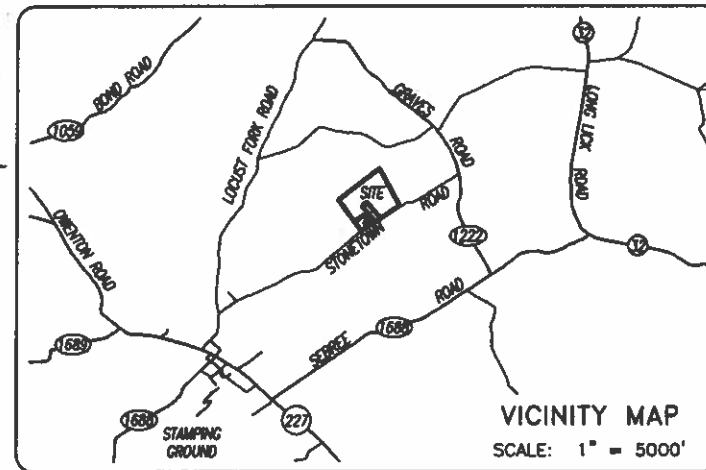 32
BOND ROAD
1059
LOCUST FORK ROAD
GRAVES
ROAD
LONG LICK
ROAD
SITE
STONETOWN
ROAD
OWENTON ROAD
1222
32
1689
SEBREE
ROAD
1688
1688
STAMPING
GROUND
227
VICINITY MAP
SCALE: 1" = 5000'